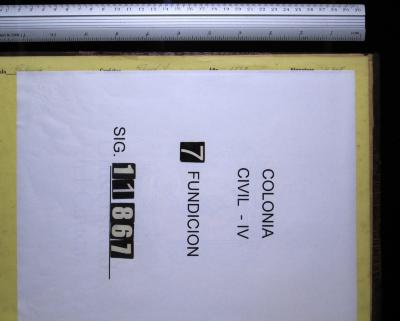 COLONIA
CIVIL - IV
7 FUNDICION
SIG. 11867